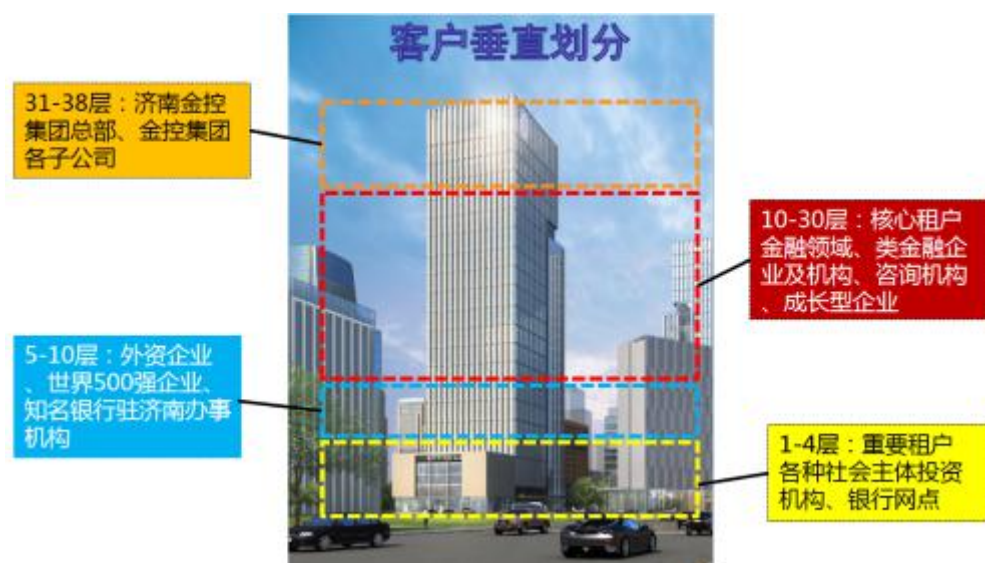 客户垂直划分
31-38层：济南金控
集团总部、金控集团
各子公司
10-30层：核心租户
金融领域、类金融企
业及机构、咨询机构
、成长型企业
5-10层：外资企业
、世界500强企业、
知名银行驻济南办事
机构
1-4层：重要租户
各种社会主体投资
机构、银行网点